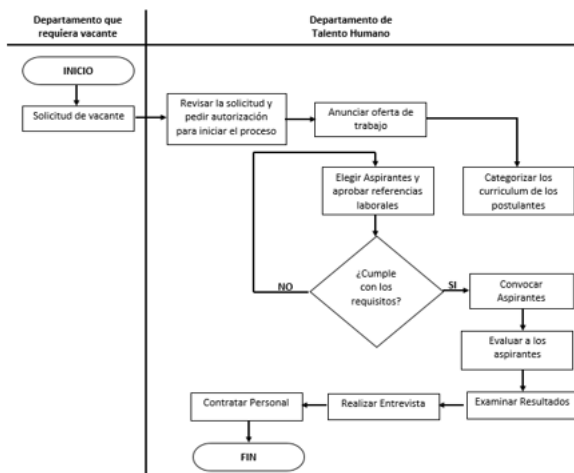 Departamento que
requiera vacante
Departamento de
Talento Humano
INICIO
Solicitud de vacante
Revisar la solicitud y
pedir autorización
para iniciar el proceso
Anunciar oferta de
trabajo
Elegir Aspirantes y
aprobar referencias
laborales
Categorizar los
curriculum de los
postulantes
¿Cumple
con los
requisitos?
NO
SI
Convocar
Aspirantes
Evaluar a los
aspirantes
Contratar Personal
Realizar Entrevista
Examinar Resultados
FIN